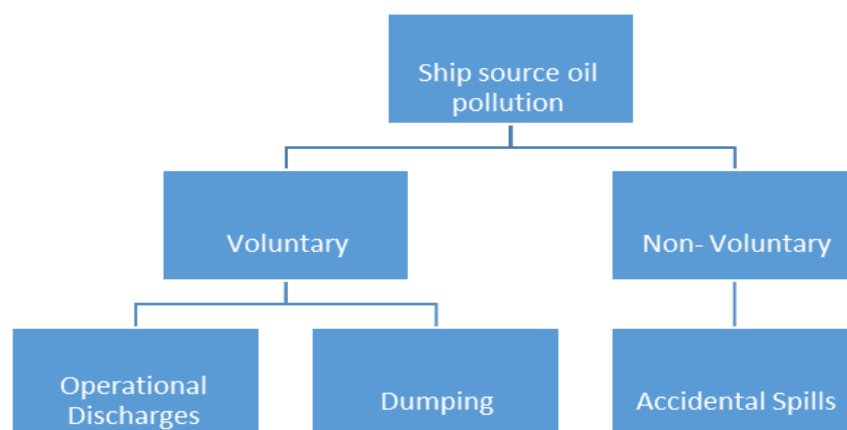 Ship source oil
pollution
Voluntary
Non- Voluntary
Operational
Discharges
Dumping
Accidental Spills